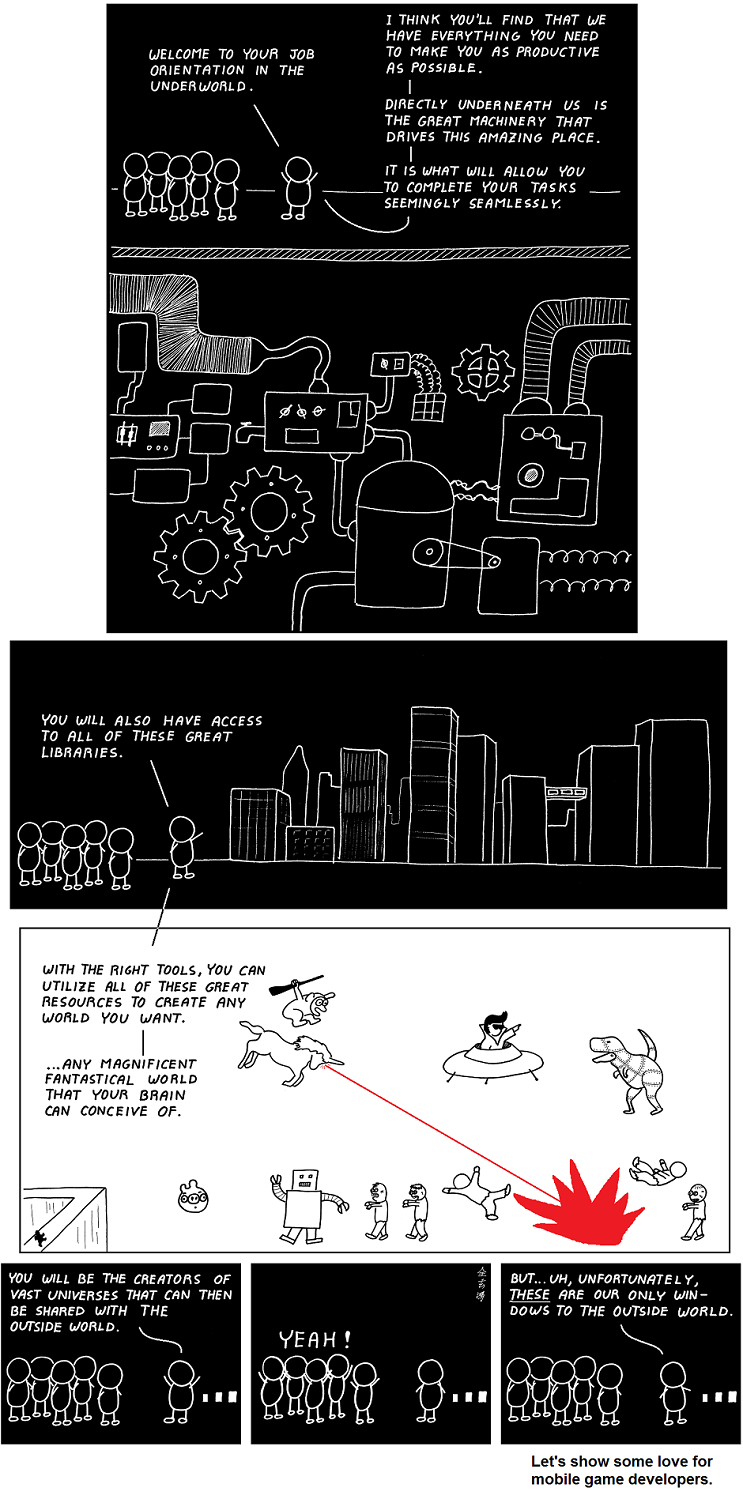 WELCOME TO YOUR JOB
ORIENTATION IN THE
UNDERWORLD.
I THINK YOU'LL FIND THAT WE
HAVE EVERYTHING YOU NEED
TO MAKE YOU AS PRODUCTIVE
AS POSSIBLE.
DIRECTLY UNDERNEATH US IS
THE GREAT MACHINERY THAT
DRIVES THIS AMAZING PLACE.
IT IS WHAT WILL ALLOW YOU
TO COMPLETE YOUR TASKS
SEEMINGLY SEAMLESSLY.
YOU WILL ALSO HAVE ACCESS
TO ALL OF THESE GREAT
LIBRARIES.
WITH THE RIGHT TOOLS, YOU CAN
UTILIZE ALL OF THESE GREAT
RESOURCES TO CREATE ANY
WORLD YOU WANT.
...ANY MAGNIFICENT
FANTASTICAL WORLD
THAT YOUR BRAIN
CAN CONCEIVE OF.
YOU WILL BE THE CREATORS OF
VAST UNIVERSES THAT CAN THEN
BE SHARED WITH THE
OUTSIDE WORLD.
YEAH!
BUT...UH, UNFORTUNATELY,
THESE ARE OUR ONLY WIN-
DOWS TO THE OUTSIDE WORLD.
Let's show some love for
mobile game developers.